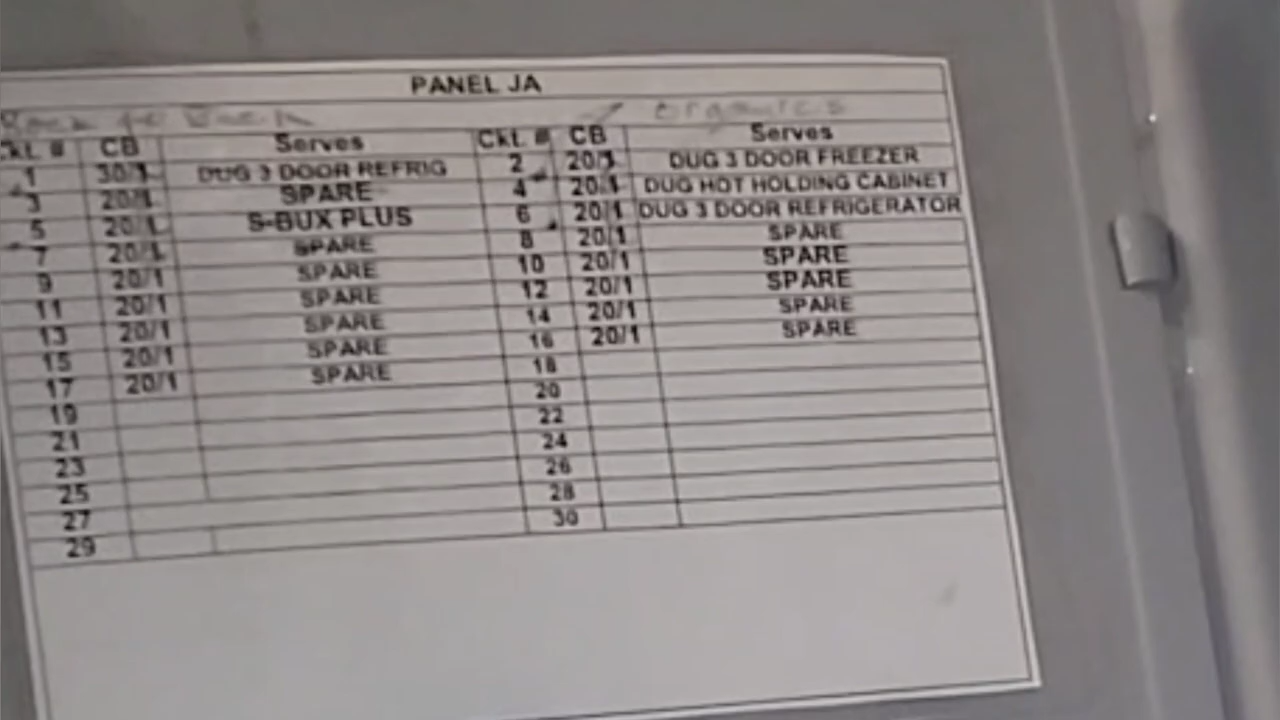 PANEL JA
Organics
Ckt. # CB Serves Ckt. # CB Serves
1 30/1 DUG 3 DOOR REFRIG 2 20/1 DUG 3 DOOR FREEZER
3 20/1 SPARE 4 20/1 DUG HOT HOLDING CABINET
5 20/1 S-BUX PLUS 6 20/1 DUG 3 DOOR REFRIGERATOR
7 20/1 SPARE 8 20/1 SPARE
9 20/1 SPARE 10 20/1 SPARE
11 20/1 SPARE 12 20/1 SPARE
13 20/1 SPARE 14 20/1 SPARE
15 20/1 SPARE 16 20/1 SPARE
17 20/1 SPARE 18
19 20
21 22
23 24
25 26
27 28
29 30